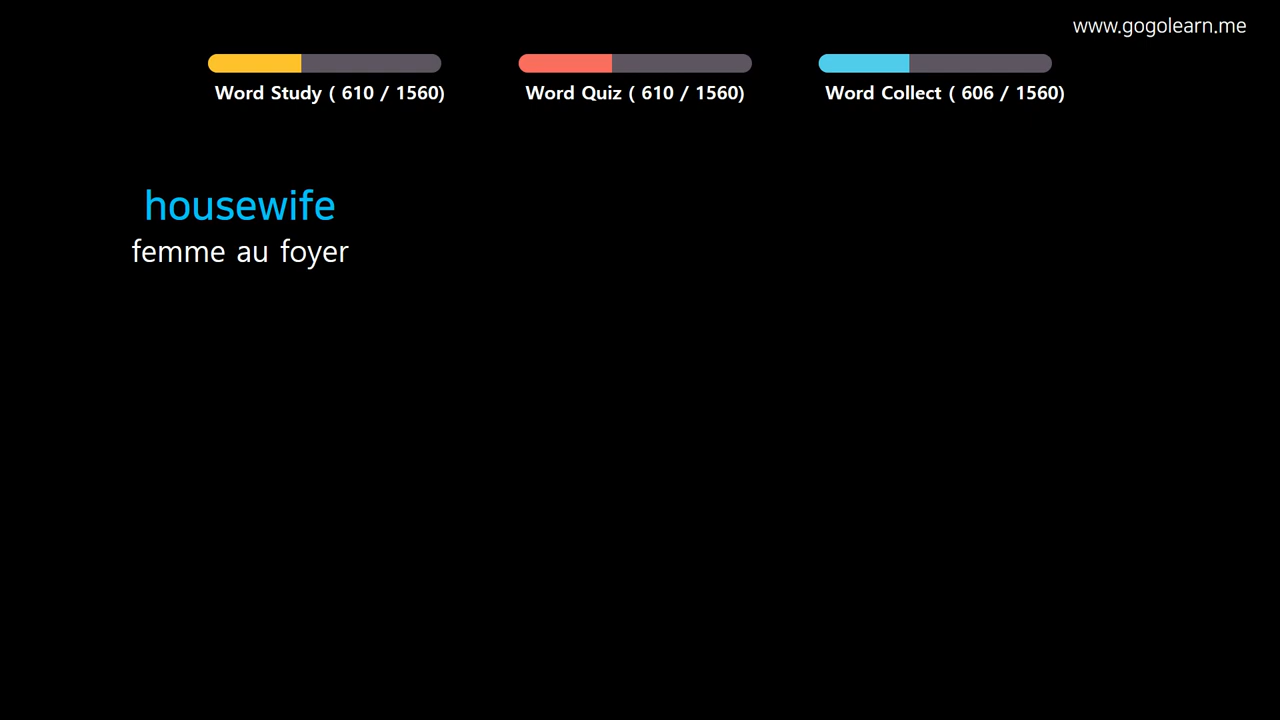 www.gogolearn.me
Word Study ( 610 / 1560)
Word Quiz ( 610 / 1560)
Word Collect ( 606 / 1560)
housewife
femme au foyer